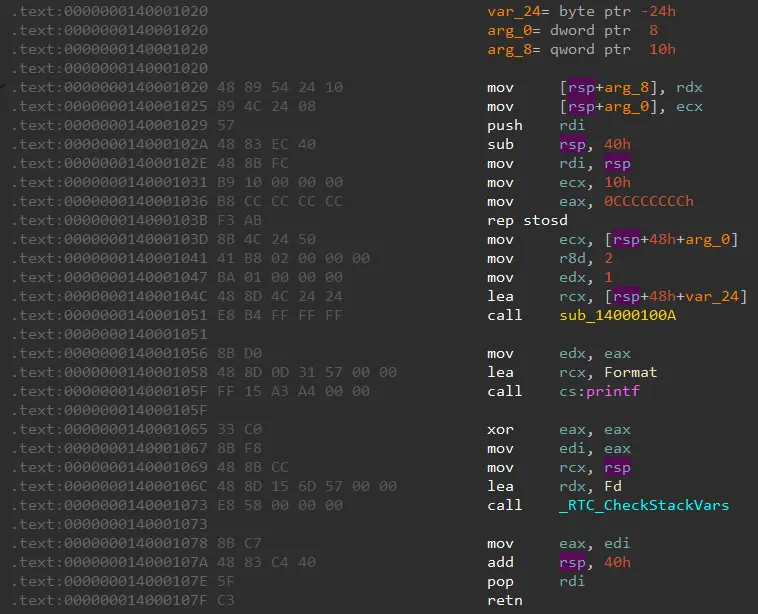 .text:0000000140001020 var_24= byte ptr -24h
.text:0000000140001020 arg_0= dword ptr  8
.text:0000000140001020 arg_8= qword ptr  10h
.text:0000000140001020
.text:0000000140001020 48 89 54 24 10 mov [rsp+arg_8], rdx
.text:0000000140001025 89 4C 24 08 mov [rsp+arg_0], ecx
.text:0000000140001029 57 push rdi
.text:000000014000102A 48 83 EC 40 sub rsp, 40h
.text:000000014000102E 48 8B FC mov rdi, rsp
.text:0000000140001031 B9 10 00 00 00 mov ecx, 10h
.text:0000000140001036 B8 CC CC CC CC mov eax, 0CCCCCCCCh
.text:000000014000103B F3 AB rep stosd
.text:000000014000103D 8B 4C 24 50 mov ecx, [rsp+48h+arg_0]
.text:0000000140001041 41 B8 02 00 00 00 mov r8d, 2
.text:0000000140001047 BA 01 00 00 00 mov edx, 1
.text:000000014000104C 48 8D 4C 24 24 lea rcx, [rsp+48h+var_24]
.text:0000000140001051 E8 B4 FF FF FF call sub_14000100A
.text:0000000140001051
.text:0000000140001056 8B D0 mov edx, eax
.text:0000000140001058 48 8D 0D 31 57 00 00 lea rcx, Format
.text:000000014000105F FF 15 A3 A4 00 00 call cs:printf
.text:000000014000105F
.text:0000000140001065 33 C0 xor eax, eax
.text:0000000140001067 8B F8 mov edi, eax
.text:0000000140001069 48 8B CC mov rcx, rsp
.text:000000014000106C 48 8D 15 6D 57 00 00 lea rdx, Fd
.text:0000000140001073 E8 58 00 00 00 call _RTC_CheckStackVars
.text:0000000140001073
.text:0000000140001078 8B C7 mov eax, edi
.text:000000014000107A 48 83 C4 40 add rsp, 40h
.text:000000014000107E 5F pop rdi
.text:000000014000107F C3 retn